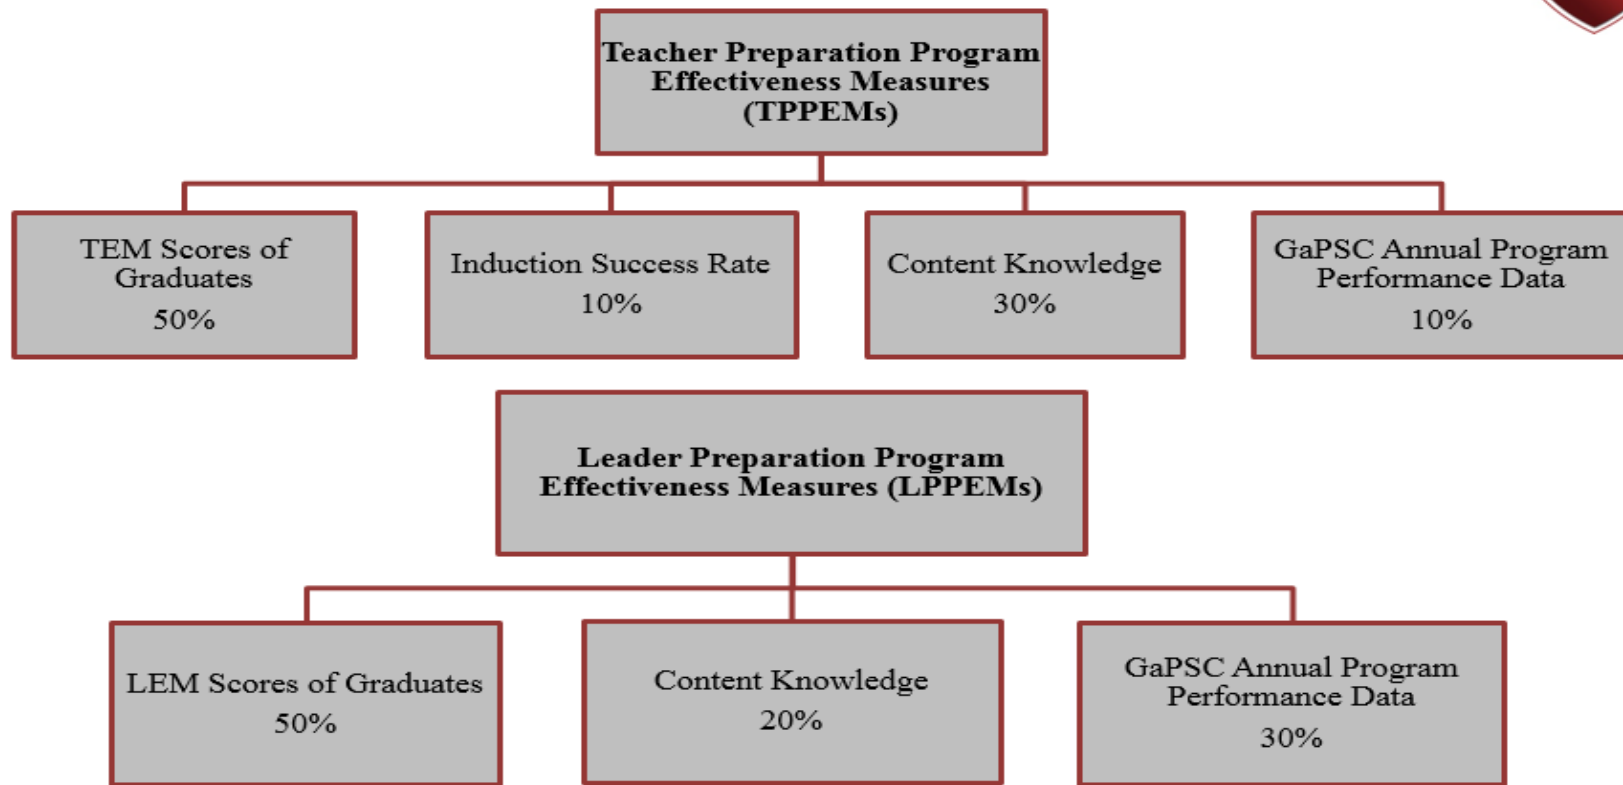 Teacher Preparation Program
Effectiveness Measures
(TPPEMs)
TEM Scores of
Graduates
50%
Induction Success Rate
10%
Content Knowledge
30%
GaPSC Annual Program
Performance Data
10%
Leader Preparation Program
Effectiveness Measures (LPPEMs)
LEM Scores of Graduates
50%
Content Knowledge
20%
GaPSC Annual Program
Performance Data
30%